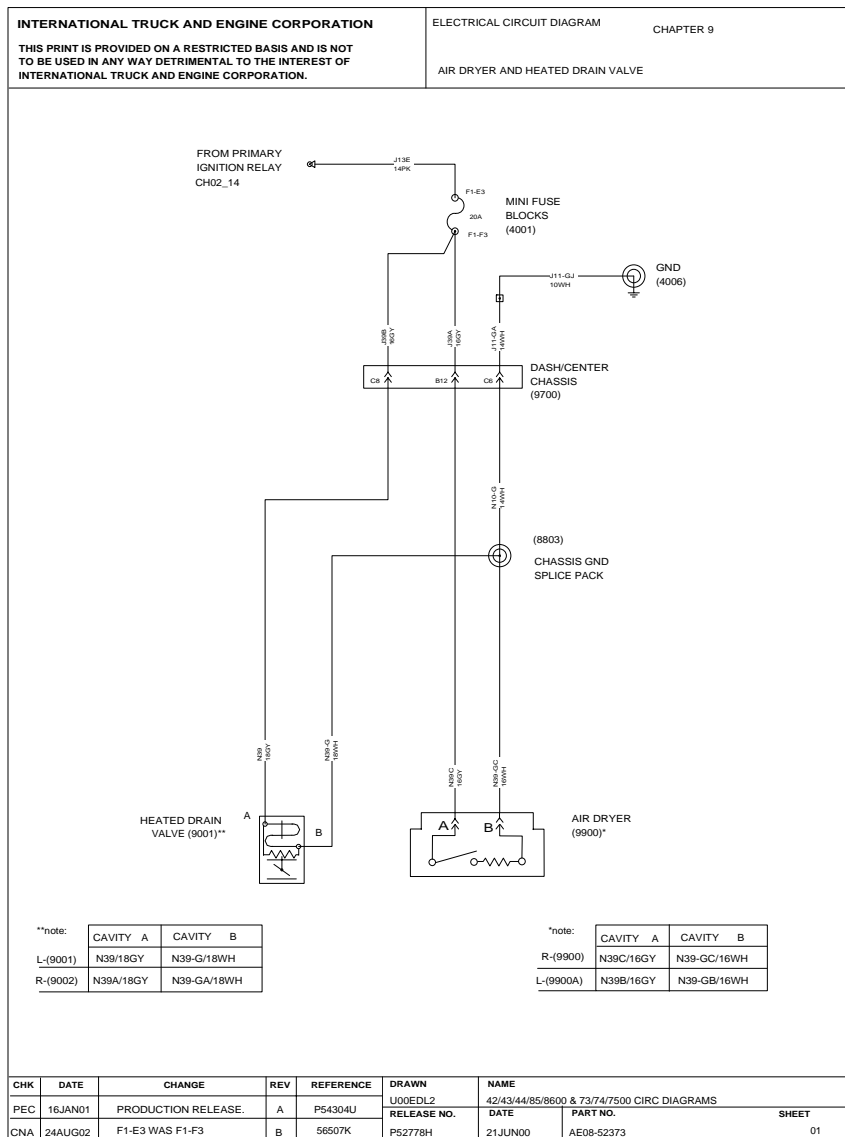 INTERNATIONAL TRUCK AND ENGINE CORPORATION
THIS PRINT IS PROVIDED ON A RESTRICTED BASIS AND IS NOT
TO BE USED IN ANY WAY DETRIMENTAL TO THE INTEREST OF
INTERNATIONAL TRUCK AND ENGINE CORPORATION.
ELECTRICAL CIRCUIT DIAGRAM
CHAPTER 9
AIR DRYER AND HEATED DRAIN VALVE
FROM PRIMARY
IGNITION RELAY
CH02_14
J13E
14PK
F1-E3
20A
F1-F3
MINI FUSE
BLOCKS
(4001)
J11-GJ
10WH
GND
(4006)
J39B
16GY
J39A
16GY
J11-GA
14WH
C8
B12
C6
DASH/CENTER
CHASSIS
(9700)
N10-G
14WH
(8803)
CHASSIS GND
SPLICE PACK
N39
18GY
N39-G
18WH
N39C
16GY
N39-GC
16WH
HEATED DRAIN
VALVE (9001)**
A
B
A
B
AIR DRYER
(9900)*
**note:
CAVITY A CAVITY B
L-(9001) N39/18GY N39-G/18WH
R-(9002) N39A/18GY N39-GA/18WH
*note:
CAVITY A CAVITY B
R-(9900) N39C/16GY N39-GC/16WH
L-(9900A) N39B/16GY N39-GB/16WH
CHK DATE CHANGE REV REFERENCE
PEC 16JAN01 PRODUCTION RELEASE. A P54304U
CNA 24AUG02 F1-E3 WAS F1-F3 B 56507K
DRAWN
U00EDL2
NAME
42/43/44/85/8600 & 73/74/7500 CIRC DIAGRAMS
RELEASE NO. DATE PART NO. SHEET
P52778H 21JUN00 AE08-52373 01